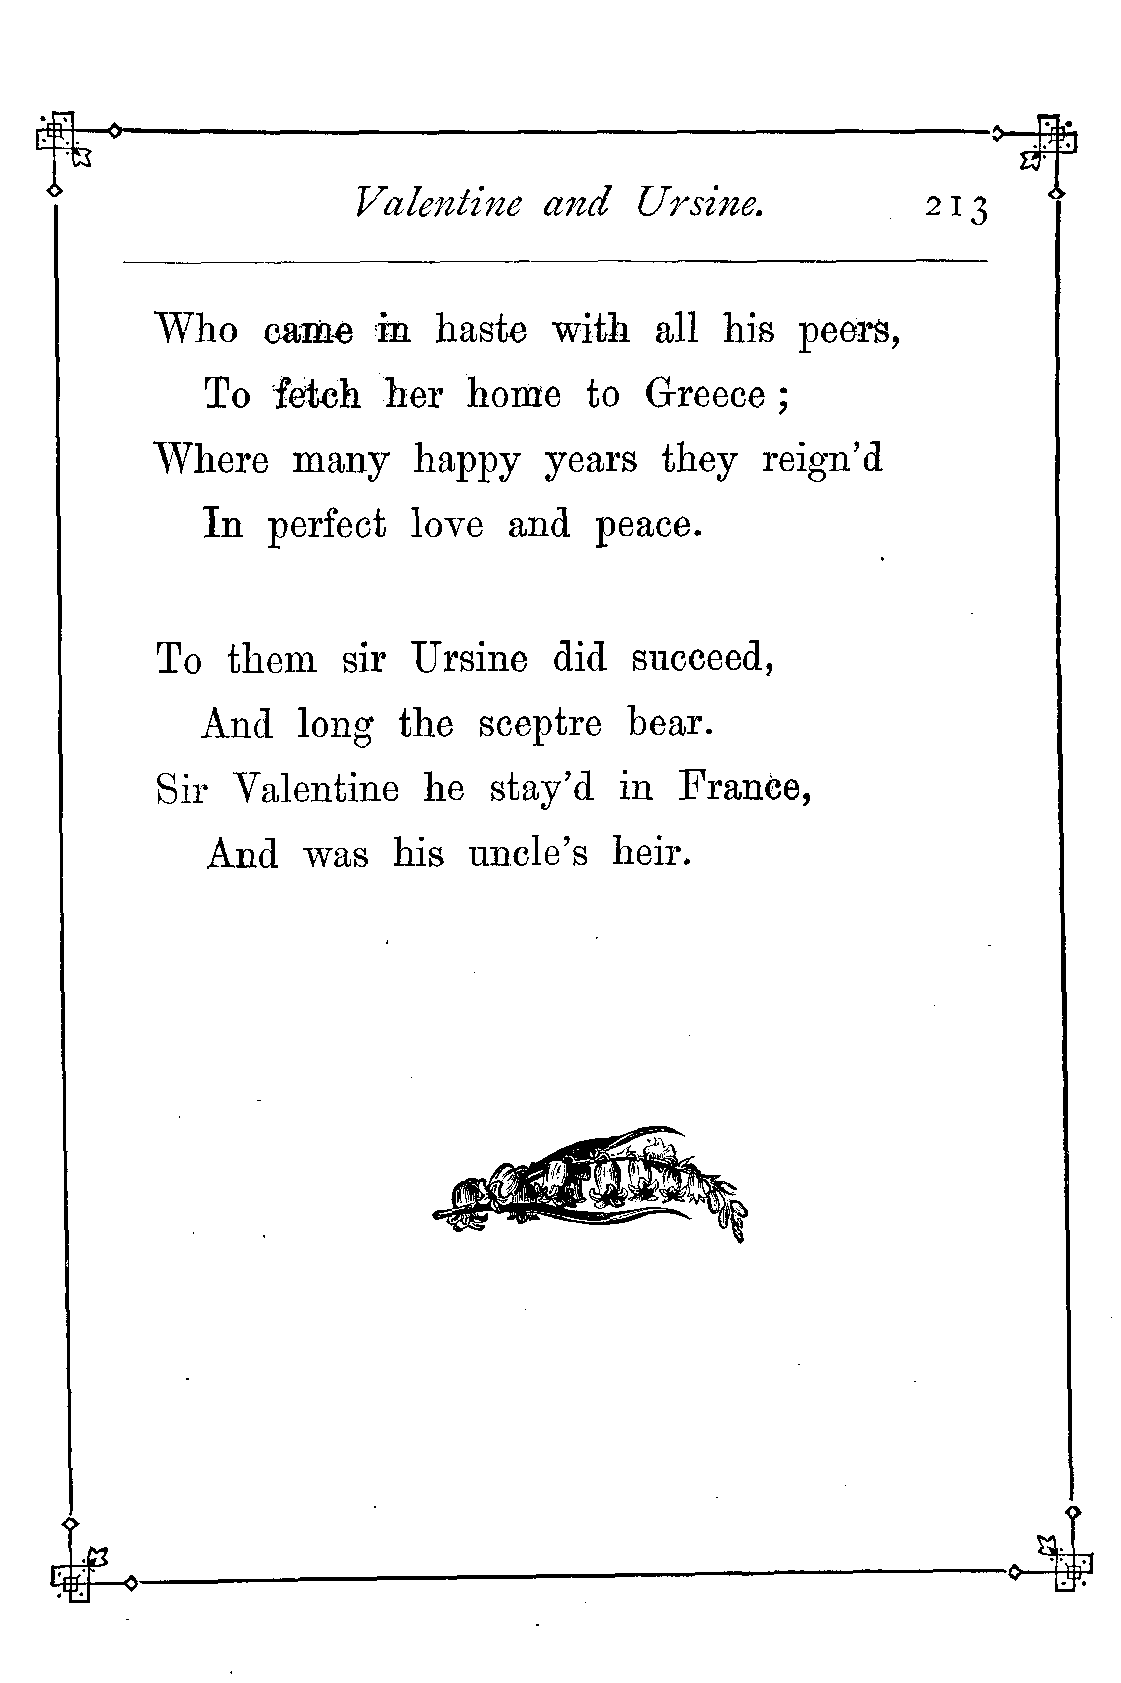 Valentine and Ursine. 213
Who came in haste with all his peers,
To fetch her home to Greece ;
Where many happy years they reign'd
In perfect love and peace.
To them sir Ursine did succeed,
And long the sceptre bear.
Sir Valentine he stay'd in France,
And was his uncle's heir.